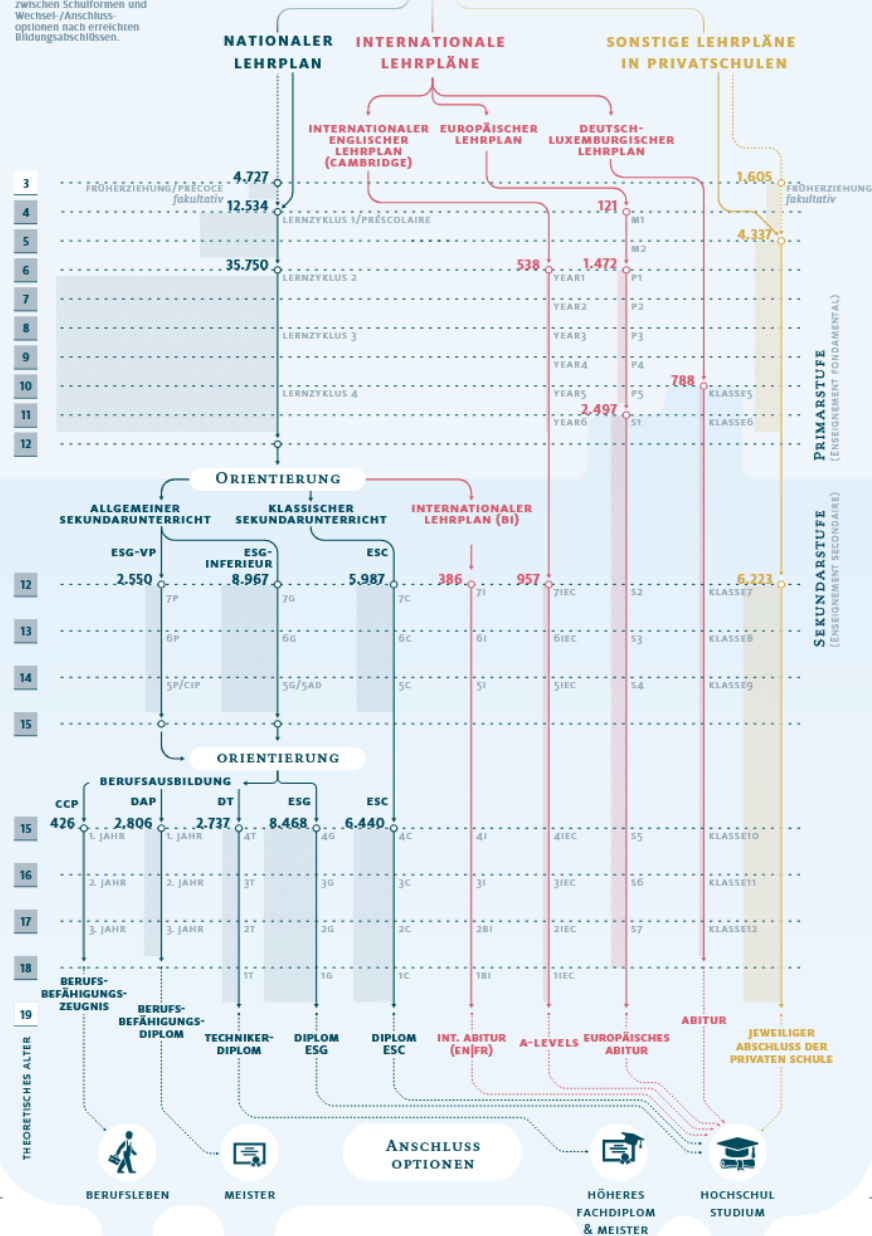 zwischen Schulformen und
Wechsel-/Anschluss-
optionen nach erreichten
Bildungsabschlüssen.
NATIONALER
LEHRPLAN
INTERNATIONALE
LEHRPLÄNE
SONSTIGE LEHRPLÄNE
IN PRIVATSCHULEN
INTERNATIONALER
ENGLISCHER
LEHRPLAN
(CAMBRIDGE)
EUROPÄISCHER
LEHRPLAN
DEUTSCH-
LUXEMBURGISCHER
LEHRPLAN
3
4.727
1.605
FRÜHERZIEHUNG/PRÉCOCE
fakultativ
FRÜHERZIEHUNG
fakultativ
4
12.534
121
LERNZYKLUS 1/PRÉSCOLAIRE
M1
5
4.337
M2
6
35.750
538
1.472
LERNZYKLUS 2
YEAR1
P1
7
YEAR2
P2
8
LERNZYKLUS 3
YEAR3
P3
9
YEAR4
P4
10
788
LERNZYKLUS 4
YEAR5
P5
KLASSE5
11
2.497
YEAR6
S1
KLASSE6
12
PRIMARSTUFE
(ENSEIGNEMENT FONDAMENTAL)
ORIENTIERUNG
ALLGEMEINER
SEKUNDARUNTERRICHT
KLASSISCHER
SEKUNDARUNTERRICHT
INTERNATIONALER
LEHRPLAN (BI)
SEKUNDARSTUFE
(ENSEIGNEMENT SECONDAIRE)
ESG-VP
ESG-
INFERIEUR
ESC
12
2.550
8.967
5.987
386
957
6.223
7P
7G
7C
7I
7IEC
S2
KLASSE7
13
6P
6G
6C
6I
6IEC
S3
KLASSE8
14
5P/CIP
5G/5AD
5C
5I
5IEC
S4
KLASSE9
15
ORIENTIERUNG
BERUFSAUSBILDUNG
CCP
DAP
DT
ESG
ESC
15
426
2.806
2.737
8.468
6.440
1. JAHR
1. JAHR
4T
4G
4C
4I
4IEC
S5
KLASSE10
16
2. JAHR
2. JAHR
3T
3G
3C
3I
3IEC
S6
KLASSE11
17
3. JAHR
3. JAHR
2T
2G
2C
2BI
2IEC
S7
KLASSE12
18
1T
1G
1C
1BI
1IEC
19
THEORETISCHES ALTER
BERUFS-
BEFÄHIGUNGS-
ZEUGNIS
BERUFS-
BEFÄHIGUNGS-
DIPLOM
TECHNIKER-
DIPLOM
DIPLOM
ESG
DIPLOM
ESC
INT. ABITUR
(EN|FR)
A-LEVELS
EUROPÄISCHES
ABITUR
ABITUR
JEWEILIGER
ABSCHLUSS DER
PRIVATEN SCHULE
ANSCHLUSS
OPTIONEN
BERUFSLEBEN
MEISTER
HÖHERES
FACHDIPLOM
& MEISTER
HOCHSCHUL
STUDIUM